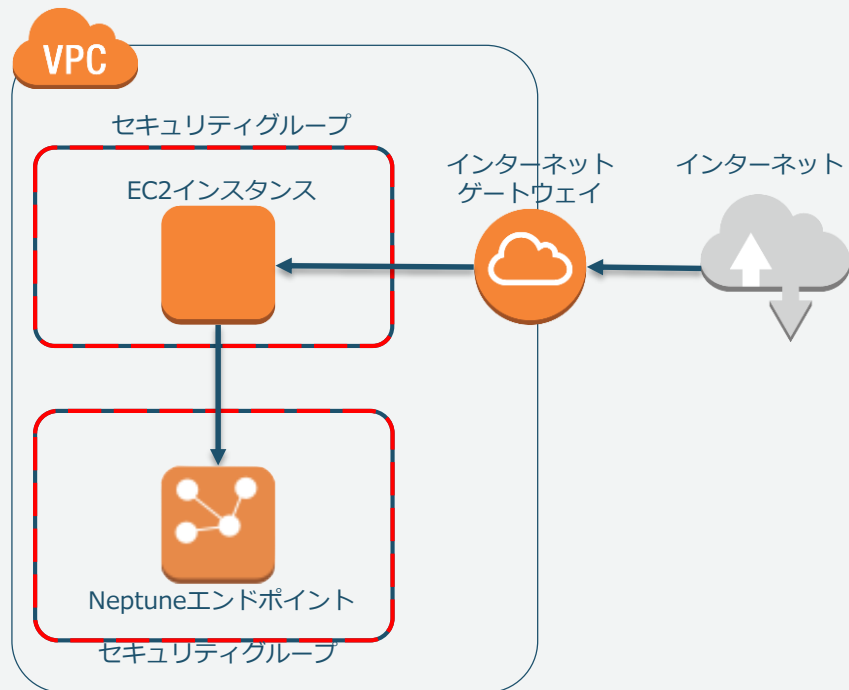 VPC
セキュリティグループ
EC2インスタンス
インターネット
ゲートウェイ
インターネット
Neptuneエンドポイント
セキュリティグループ